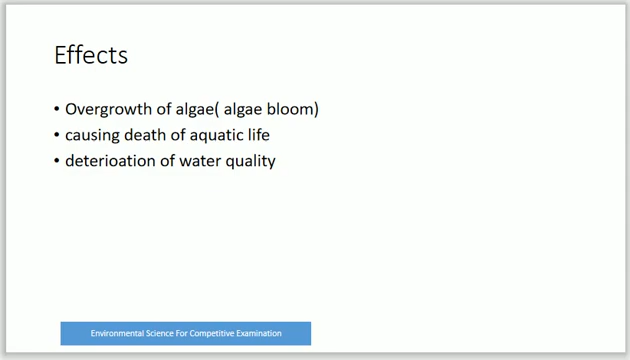 Effects
• Overgrowth of algae( algae bloom)
• causing death of aquatic life
• deterioation of water quality
Environmental Science For Competitive Examination